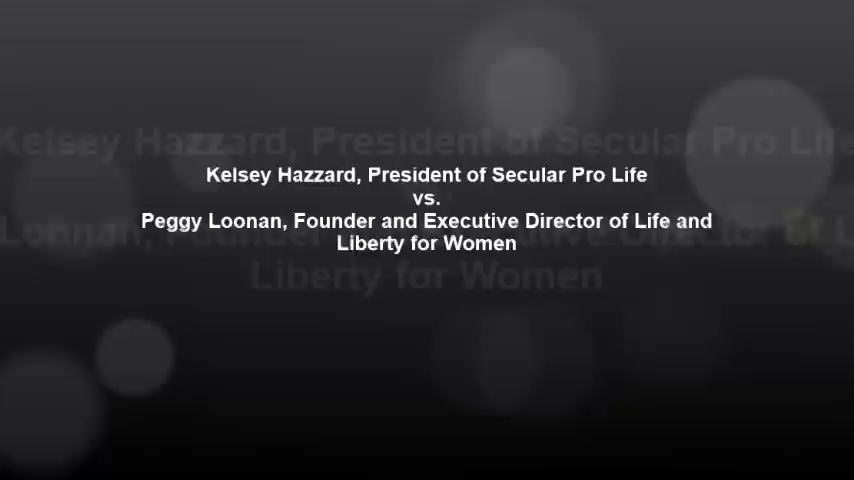 Kelsey Hazzard, President of Secular Pro Life
vs.
Peggy Loonan, Founder and Executive Director of Life and
Liberty for Women